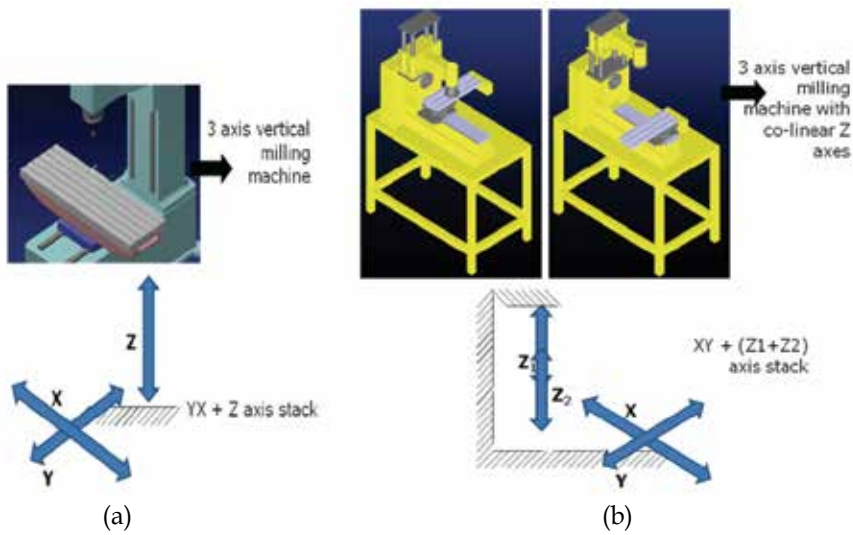 3 axis vertical
milling
machine
Z
X
Y
YX + Z axis stack
(a)
3 axis vertical
milling
machine with
co-linear Z
axes
Z1
Z2
XY + (Z1+Z2)
axis stack
X
Y
(b)